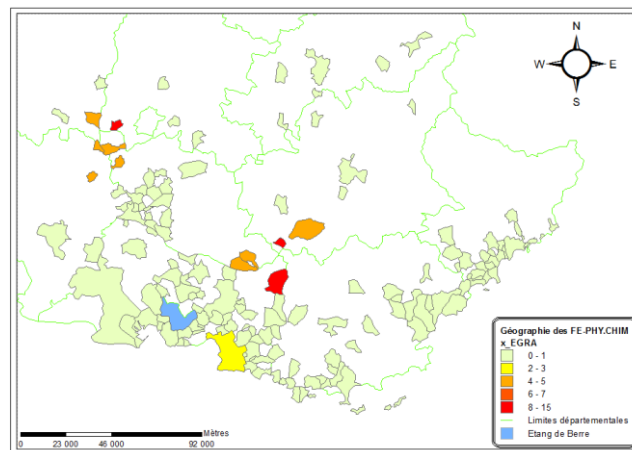 N
W E
S
Géographie des FE-PHY.CHIM
x_EGRA
0 - 1
2 - 3
4 - 5
6 - 7
8 - 15
Limites départementales
Etang de Berre
Mètres
0 23 000 46 000 92 000